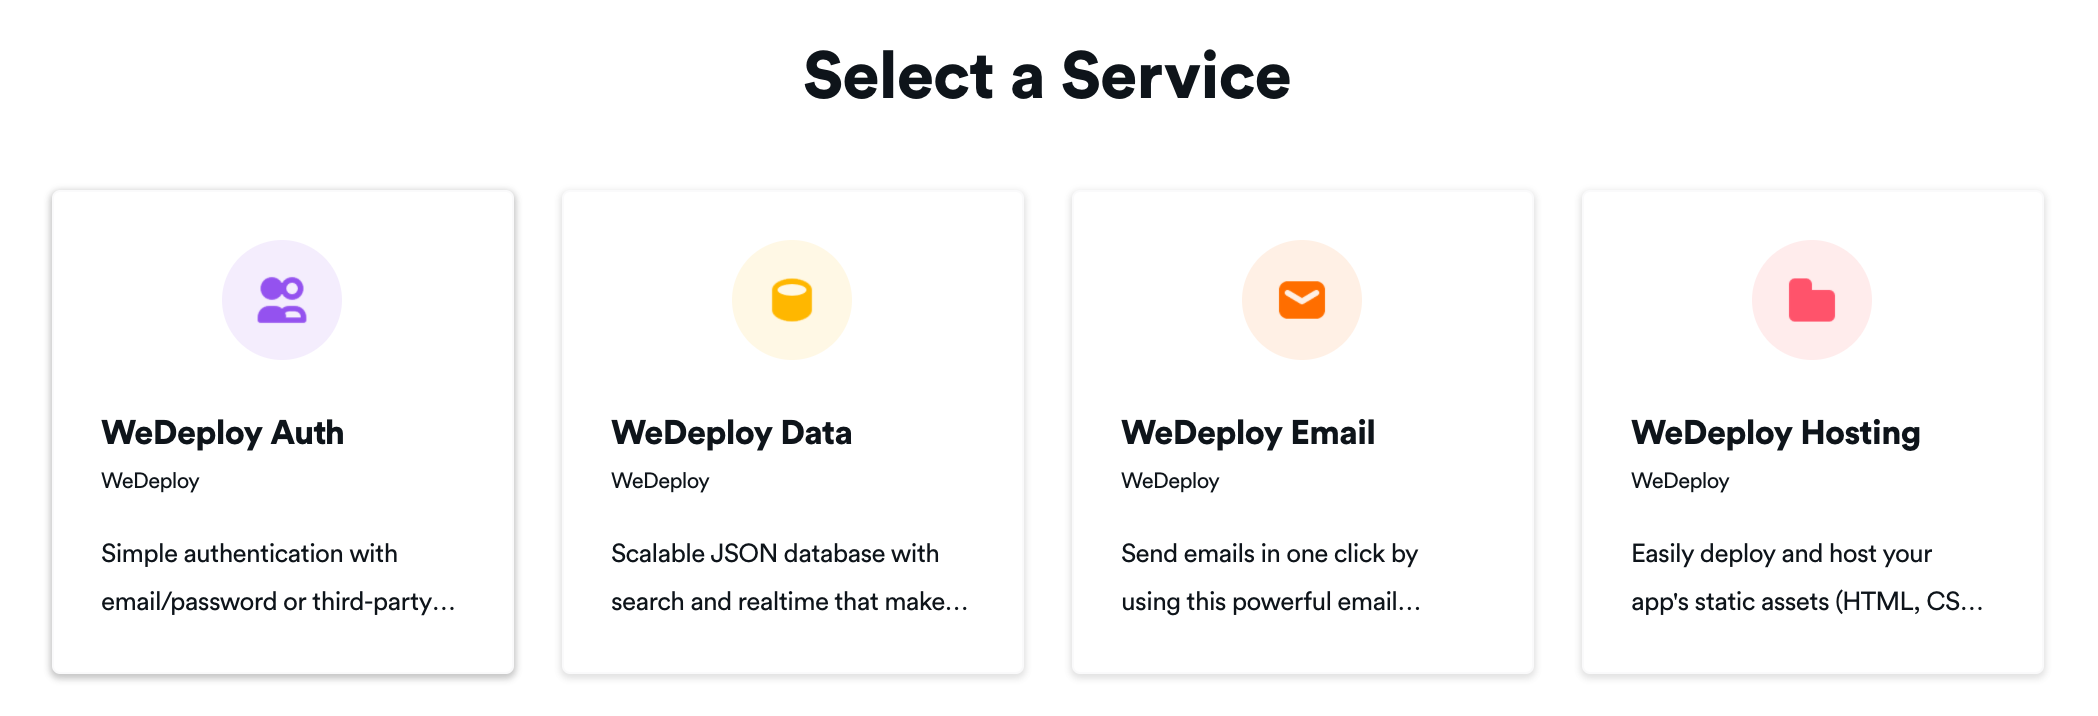 Select a Service
WeDeploy Auth
WeDeploy
Simple authentication with
email/password or third-party...
WeDeploy Data
WeDeploy
Scalable JSON database with
search and realtime that make...
WeDeploy Email
WeDeploy
Send emails in one click by
using this powerful email...
WeDeploy Hosting
WeDeploy
Easily deploy and host your
app's static assets (HTML, CS...